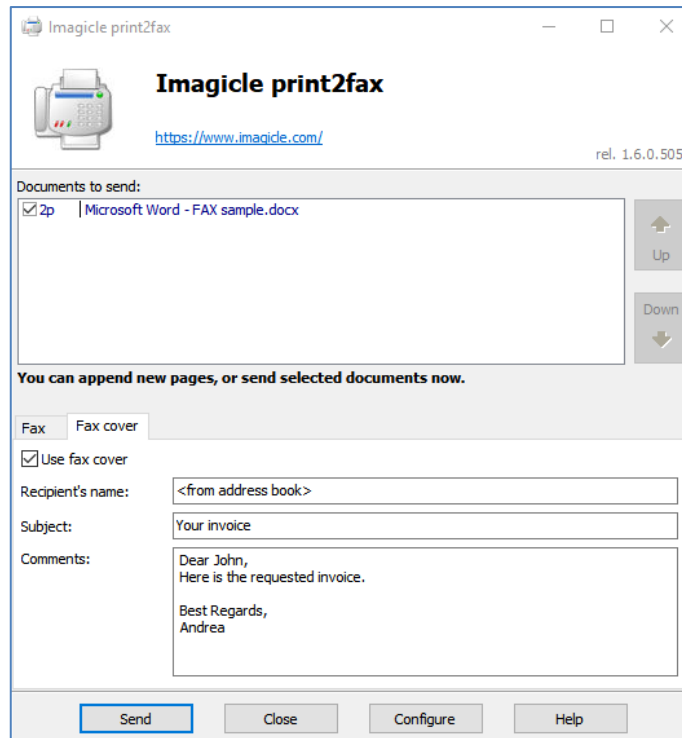 Imagicle print2fax
Imagicle print2fax
https://www.imagicle.com/
rel. 1.6.0.505
Documents to send:
2p Microsoft Word - FAX sample.docx
Up
Down
You can append new pages, or send selected documents now.
Fax Fax cover
Use fax cover
Recipient's name: <from address book>
Subject: Your invoice
Comments: Dear John,
Here is the requested invoice.
Best Regards,
Andrea
Send Close Configure Help